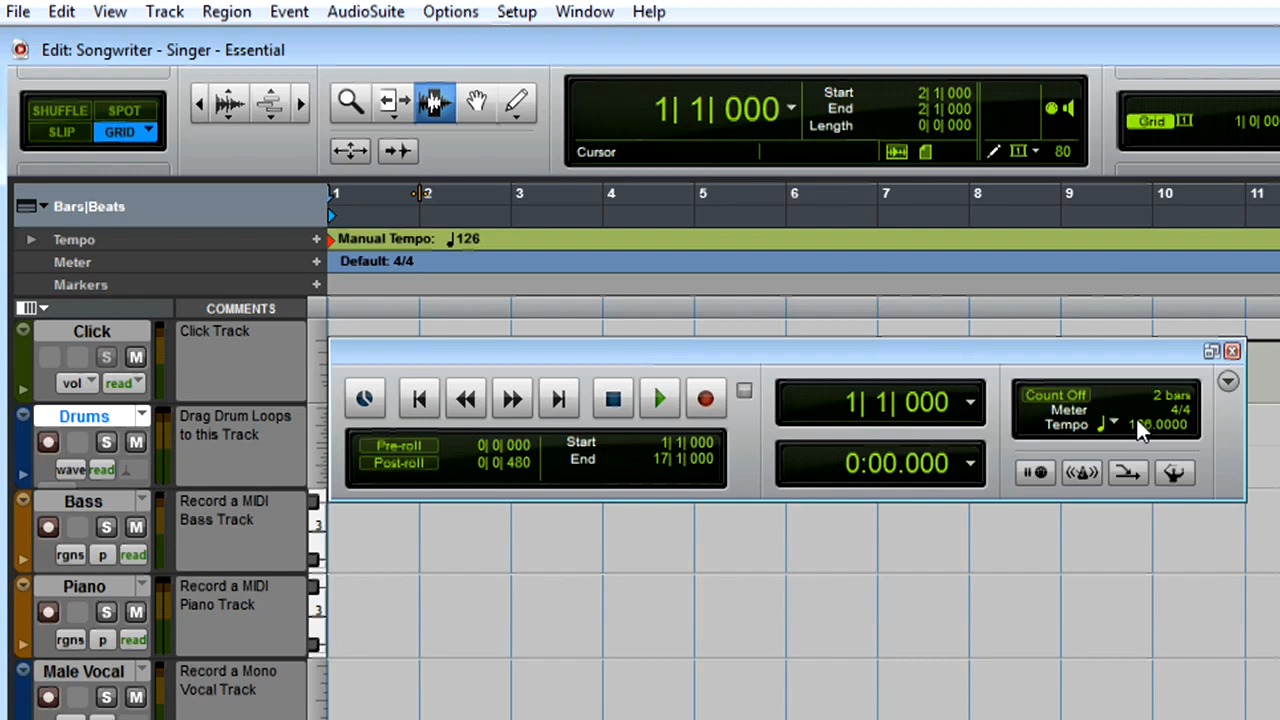 File Edit View Track Region Event AudioSuite Options Setup Window Help
Edit: Songwriter - Singer - Essential
SHUFFLE SPOT
SLIP GRID
1| 1| 000
Start 2| 1| 000
End 2| 1| 000
Length 0| 0| 000
Cursor
80
Grid 1| 0| 00
Bars|Beats
1 2 3 4 5 6 7 8 9 10 11
Tempo + Manual Tempo: ♩126
Meter + Default: 4/4
Markers +
COMMENTS
Click Click Track
S M
vol read
Drums Drag Drum Loops
to this Track
S M
wave read
Bass Record a MIDI
Bass Track
S M
3
rgns p read
Piano Record a MIDI
Piano Track
S M
3
rgns p read
Male Vocal Record a Mono
Vocal Track
S M
Pre-roll 0| 0| 000
Post-roll 0| 0| 480
Start 1| 1| 000
End 17| 1| 000
1| 1| 000
0:00.000
Count Off 2 bars
Meter 4/4
Tempo